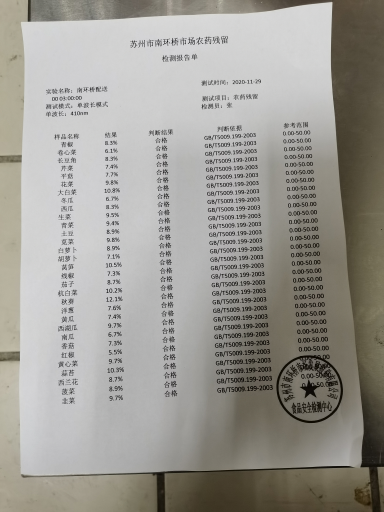 苏州市南环桥市场农药残留
检测报告单
实验名称：南环桥配送 测试时间：2020-11-29
00:03:00:00
测试模式：单波长模式 测试项目：农药残留
单波长：410nm 检测员：张
样品名称 结果 判断结果 判断依据 参考范围
青椒 8.3% 合格 GB/T5009.199-2003 0.00-50.00
卷心菜 6.1% 合格 GB/T5009.199-2003 0.00-50.00
长豆角 8.3% 合格 GB/T5009.199-2003 0.00-50.00
芹菜 7.4% 合格 GB/T5009.199-2003 0.00-50.00
平菇 7.7% 合格 GB/T5009.199-2003 0.00-50.00
花菜 9.8% 合格 GB/T5009.199-2003 0.00-50.00
大白菜 10.8% 合格 GB/T5009.199-2003 0.00-50.00
冬瓜 6.7% 合格 GB/T5009.199-2003 0.00-50.00
西瓜 8.3% 合格 GB/T5009.199-2003 0.00-50.00
生菜 9.5% 合格 GB/T5009.199-2003 0.00-50.00
青菜 9.4% 合格 GB/T5009.199-2003 0.00-50.00
土豆 8.9% 合格 GB/T5009.199-2003 0.00-50.00
苋菜 9.8% 合格 GB/T5009.199-2003 0.00-50.00
白萝卜 8.9% 合格 GB/T5009.199-2003 0.00-50.00
胡萝卜 7.1% 合格 GB/T5009.199-2003 0.00-50.00
莴笋 10.5% 合格 GB/T5009.199-2003 0.00-50.00
线椒 7.3% 合格 GB/T5009.199-2003 0.00-50.00
茄子 8.7% 合格 GB/T5009.199-2003 0.00-50.00
杭白菜 10.2% 合格 GB/T5009.199-2003 0.00-50.00
秋葵 12.1% 合格 GB/T5009.199-2003 0.00-50.00
洋葱 7.6% 合格 GB/T5009.199-2003 0.00-50.00
黄瓜 7.4% 合格 GB/T5009.199-2003 0.00-50.00
西湖瓜 9.7% 合格 GB/T5009.199-2003 0.00-50.00
南瓜 6.7% 合格 GB/T5009.199-2003 0.00-50.00
香菇 7.3% 合格 GB/T5009.199-2003 0.00-50.00
红椒 5.5% 合格 GB/T5009.199-2003 0.00-50.00
黄心菜 9.7% 合格 GB/T5009.199-2003 0.00-50.00
蒜苔 10.3% 合格 GB/T5009.199-2003 0.00-50.00
西兰花 8.7% 合格 GB/T5009.199-2003 0.00-50.00
菠菜 8.9% 合格 GB/T5009.199-2003 0.00-50.00
韭菜 9.7% 合格 GB/T5009.199-2003 0.00-50.00
苏州市南环桥
食品安全检测中心